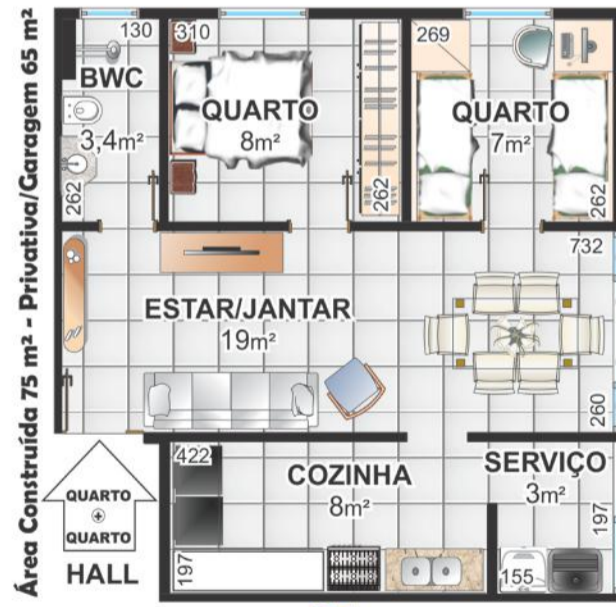 Área Construída 75 m² - Privativa/Garagem 65 m²
130
BWC
3,4m²
262
310
QUARTO
8m²
262
269
QUARTO
7m²
262
732
ESTAR/JANTAR
19m²
260
422
COZINHA
8m²
197
SERVIÇO
3m²
197
155
QUARTO
+
QUARTO
HALL